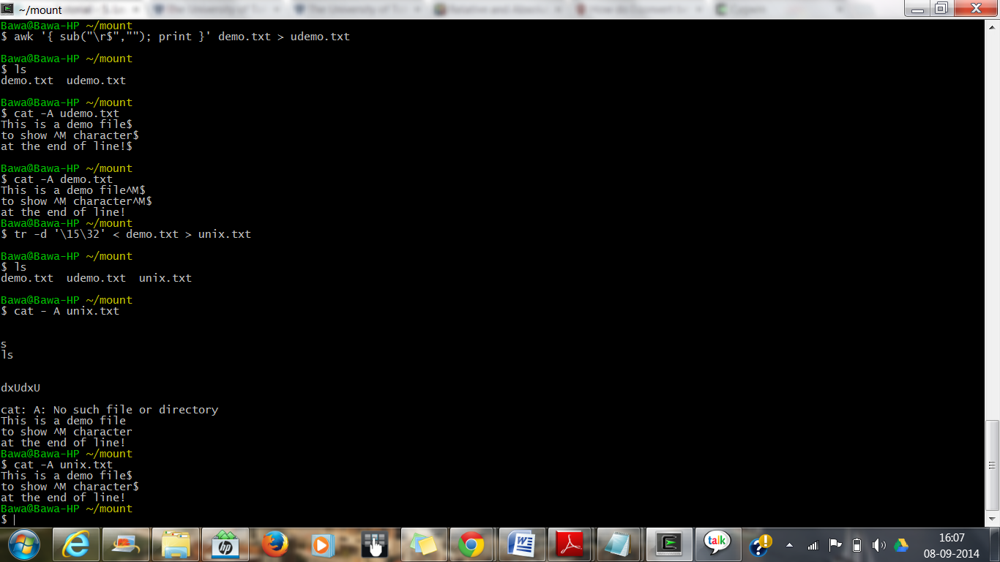 ~/mount
Bawa@Bawa-HP ~/mount
$ awk '{ sub("\r$",""); print }' demo.txt > udemo.txt
Bawa@Bawa-HP ~/mount
$ ls
demo.txt  udemo.txt
Bawa@Bawa-HP ~/mount
$ cat -A udemo.txt
This is a demo file$
to show ^M character$
at the end of line!$
Bawa@Bawa-HP ~/mount
$ cat -A demo.txt
This is a demo file^M$
to show ^M character^M$
at the end of line!
Bawa@Bawa-HP ~/mount
$ tr -d '\15\32' < demo.txt > unix.txt
Bawa@Bawa-HP ~/mount
$ ls
demo.txt  udemo.txt  unix.txt
Bawa@Bawa-HP ~/mount
$ cat - A unix.txt
s
ls
dxUdxU
cat: A: No such file or directory
This is a demo file
to show ^M character
at the end of line!
Bawa@Bawa-HP ~/mount
$ cat -A unix.txt
This is a demo file$
to show ^M character$
at the end of line!
Bawa@Bawa-HP ~/mount
$
hp
talk
16:07
08-09-2014